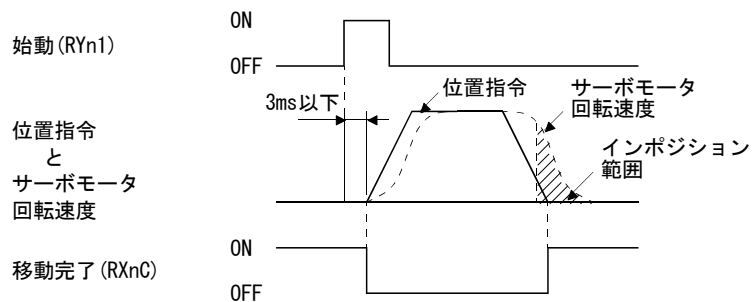 ON
始動(RYn1)
OFF
3ms以下
位置指令
サーボモータ
回転速度
位置指令
と
サーボモータ
回転速度
インポジション
範囲
ON
移動完了(RXnC)
OFF